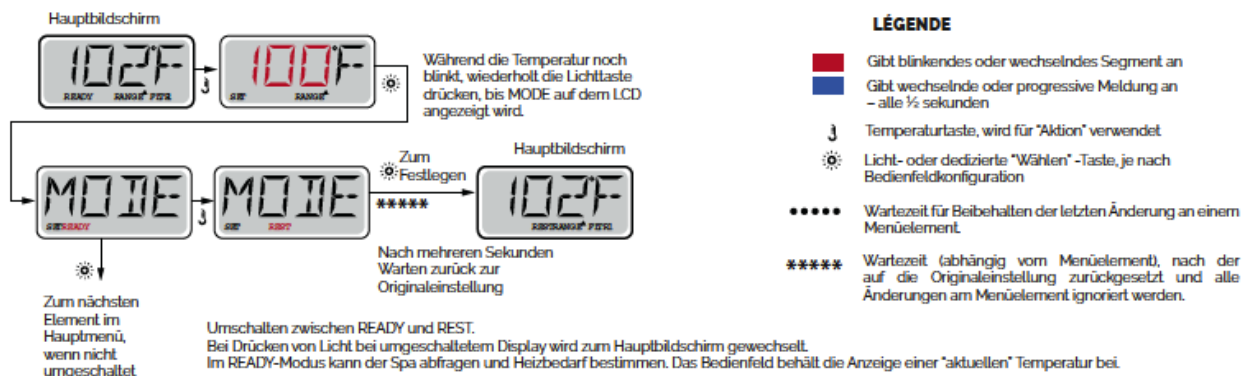 Hauptbildschirm
102°F
READY RANGE FLTR1
100°F
SET RANGE
Während die Temperatur noch
blinkt, wiederholt die Lichttaste
drücken, bis MODE auf dem LCD
angezeigt wird.
MODE
SET READY
MODE
SET REST
Zum
Festlegen
*****
Hauptbildschirm
102°F
REST RANGE FLTR1
Nach mehreren Sekunden
Warten zurück zur
Originaleinstellung
Zum nächsten
Element im
Hauptmenü,
wenn nicht
umgeschaltet
Umschalten zwischen READY und REST.
Bei Drücken von Licht bei umgeschaltetem Display wird zum Hauptbildschirm gewechselt.
Im READY-Modus kann der Spa abfragen und Heizbedarf bestimmen. Das Bedienfeld behält die Anzeige einer "aktuellen" Temperatur bei.
LÉGENDE
Gibt blinkendes oder wechselndes Segment an
Gibt wechselnde oder progressive Meldung an
– alle ½ sekunden
Temperaturtaste, wird für "Aktion" verwendet
Licht- oder dedizierte "Wählen" -Taste, je nach
Bedienfeldkonfiguration
Wartezeit für Beibehalten der letzten Änderung an einem
Menüelement.
***** Wartezeit (abhängig vom Menüelement), nach der
auf die Originaleinstellung zurückgesetzt und alle
Änderungen am Menüelement ignoriert werden.